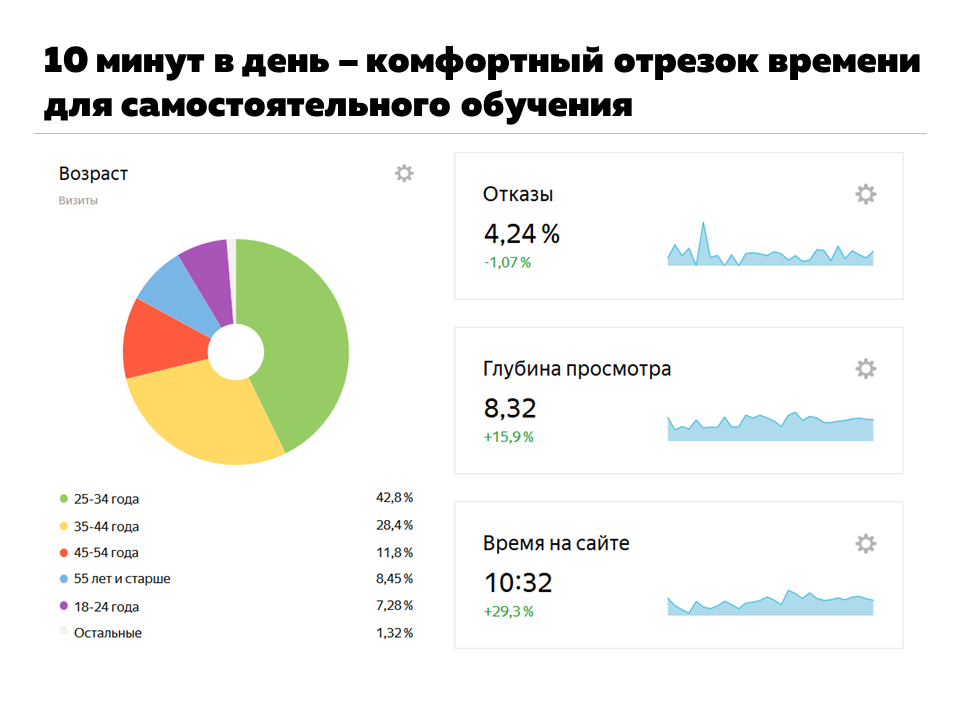 10 минут в день – комфортный отрезок времени
для самостоятельного обучения
Возраст
Визиты
25-34 года 42,8 %
35-44 года 28,4 %
45-54 года 11,8 %
55 лет и старше 8,45 %
18-24 года 7,28 %
Остальные 1,32 %
Отказы
4,24 %
-1,07 %
Глубина просмотра
8,32
+15,9 %
Время на сайте
10:32
+29,3 %